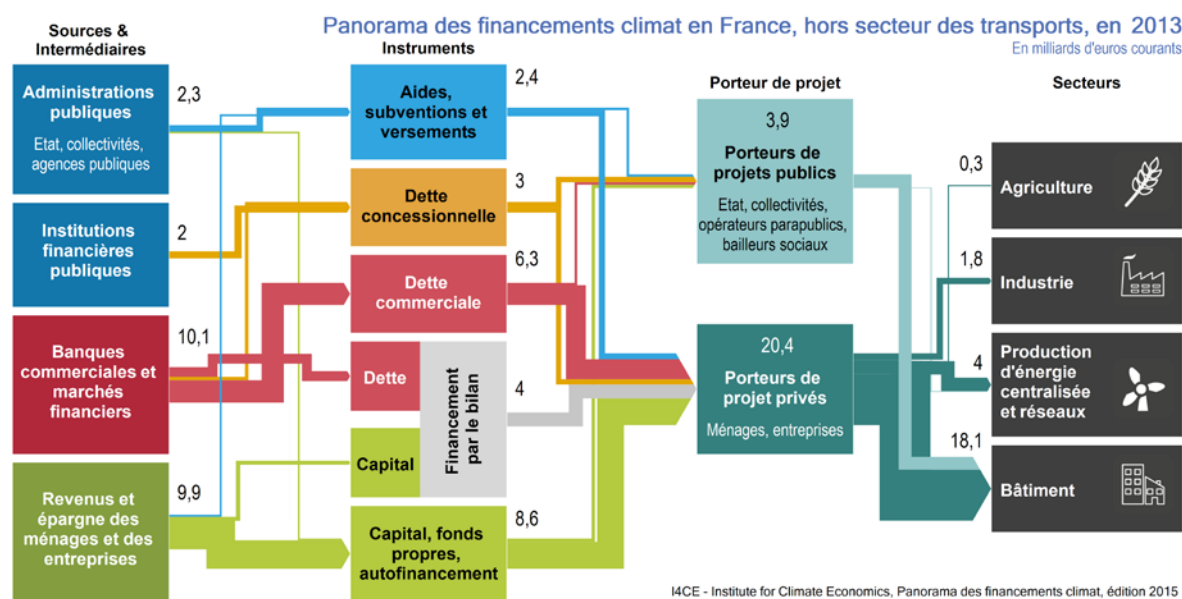 Panorama des financements climat en France, hors secteur des transports, en 2013
En milliards d'euros courants
Sources &
Intermédiaires
Administrations
publiques
Etat, collectivités,
agences publiques
2,3
Institutions
financières
publiques
2
Banques
commerciales et
marchés
financiers
10,1
Revenus et
épargne des
ménages et des
entreprises
9,9
Instruments
Aides,
subventions et
versements
2,4
Dette
concessionnelle
3
Dette
commerciale
6,3
Dette
Capital
Financement
par le bilan
4
Capital, fonds
propres,
autofinancement
8,6
Porteur de projet
3,9
Porteurs de
projets publics
Etat, collectivités,
opérateurs parapublics,
bailleurs sociaux
20,4
Porteurs de
projet privés
Ménages, entreprises
Secteurs
0,3
Agriculture
1,8
Industrie
4
Production
d'énergie
centralisée
et réseaux
18,1
Bâtiment
I4CE - Institute for Climate Economics, Panorama des financements climat, édition 2015